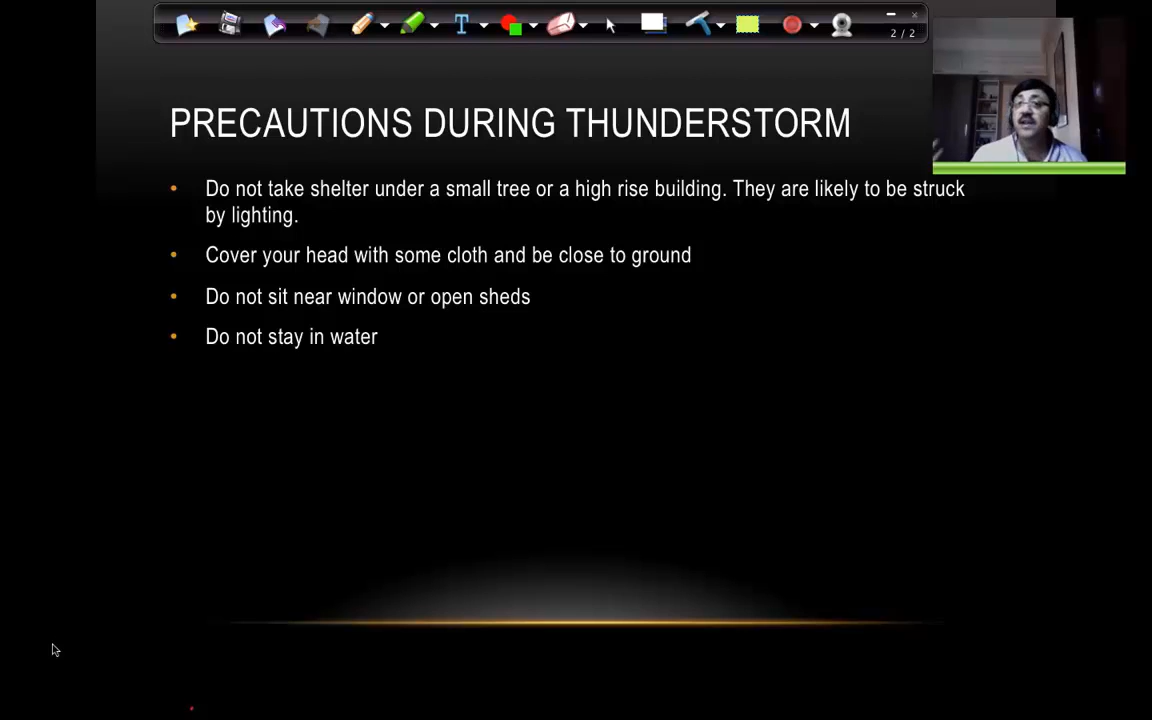 T
2 / 2
PRECAUTIONS DURING THUNDERSTORM
• Do not take shelter under a small tree or a high rise building. They are likely to be struck
by lighting.
• Cover your head with some cloth and be close to ground
• Do not sit near window or open sheds
• Do not stay in water